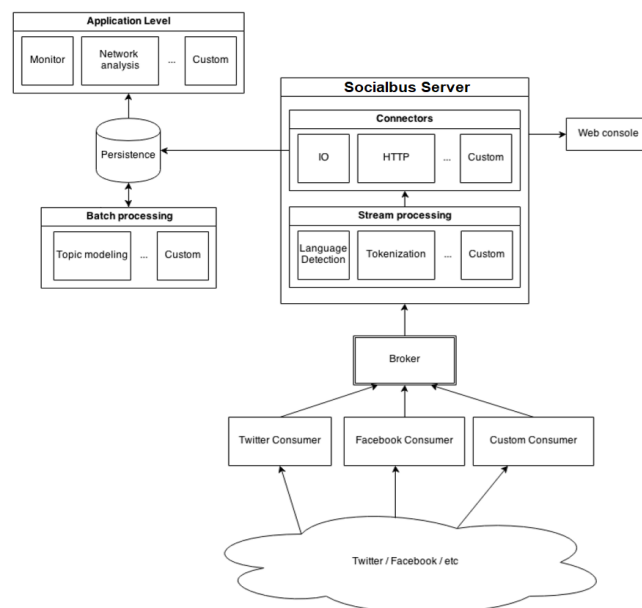 Application Level
Monitor
Network
analysis
...
Custom
Socialbus Server
Connectors
IO
HTTP
...
Custom
Web console
Persistence
Batch processing
Topic modeling
...
Custom
Stream processing
Language
Detection
Tokenization
...
Custom
Broker
Twitter Consumer
Facebook Consumer
Custom Consumer
Twitter / Facebook / etc